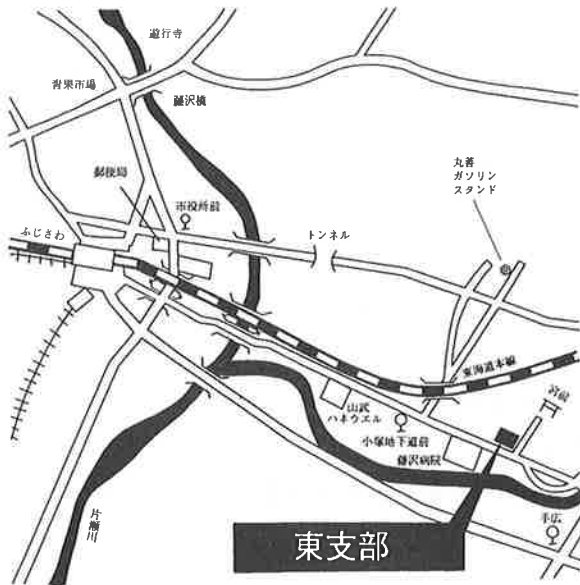 遊行寺
青果市場
藤沢橋
郵便局
市役所前
丸善
ガソリン
スタンド
ふじさわ
トンネル
東海道本線
宮前
山武
ハネウエル
小塚地下道前
藤沢病院
片瀬川
手広
東支部